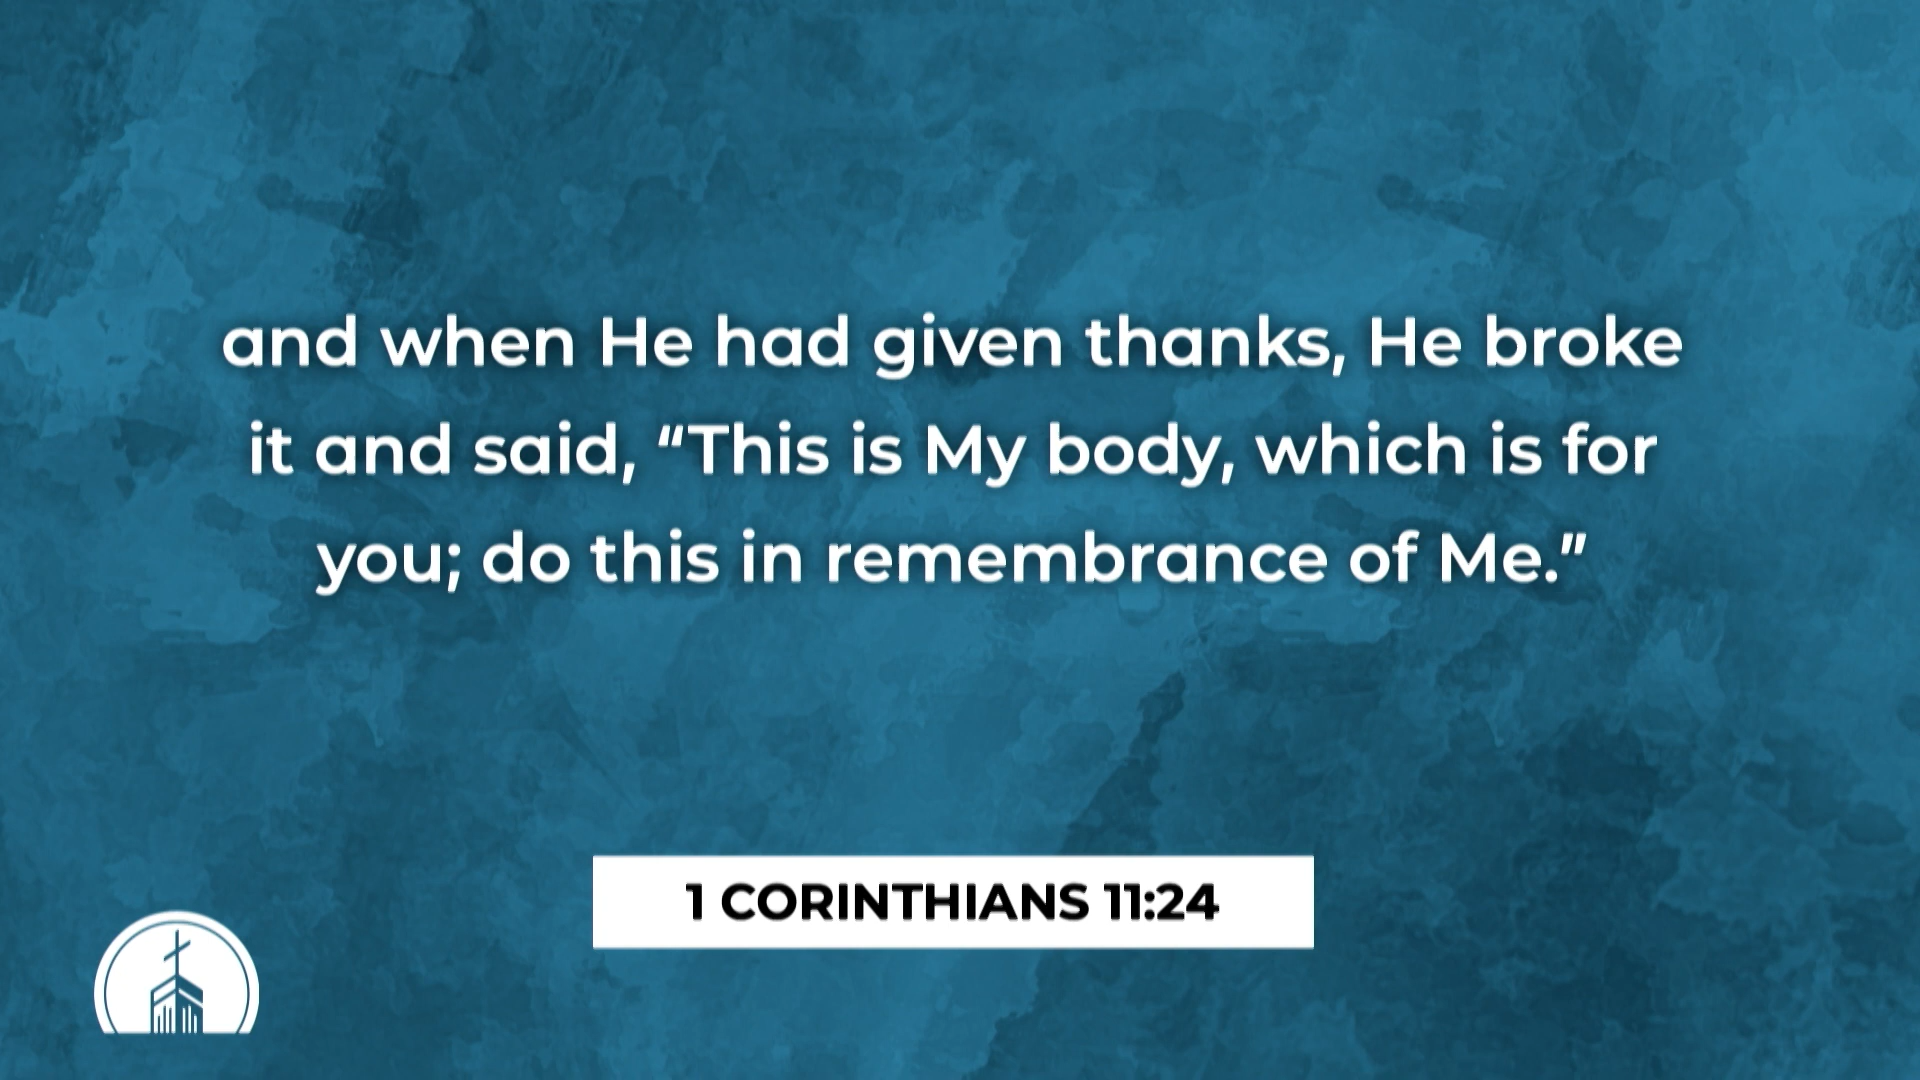 and when He had given thanks, He broke
it and said, “This is My body, which is for
you; do this in remembrance of Me.”
1 CORINTHIANS 11:24